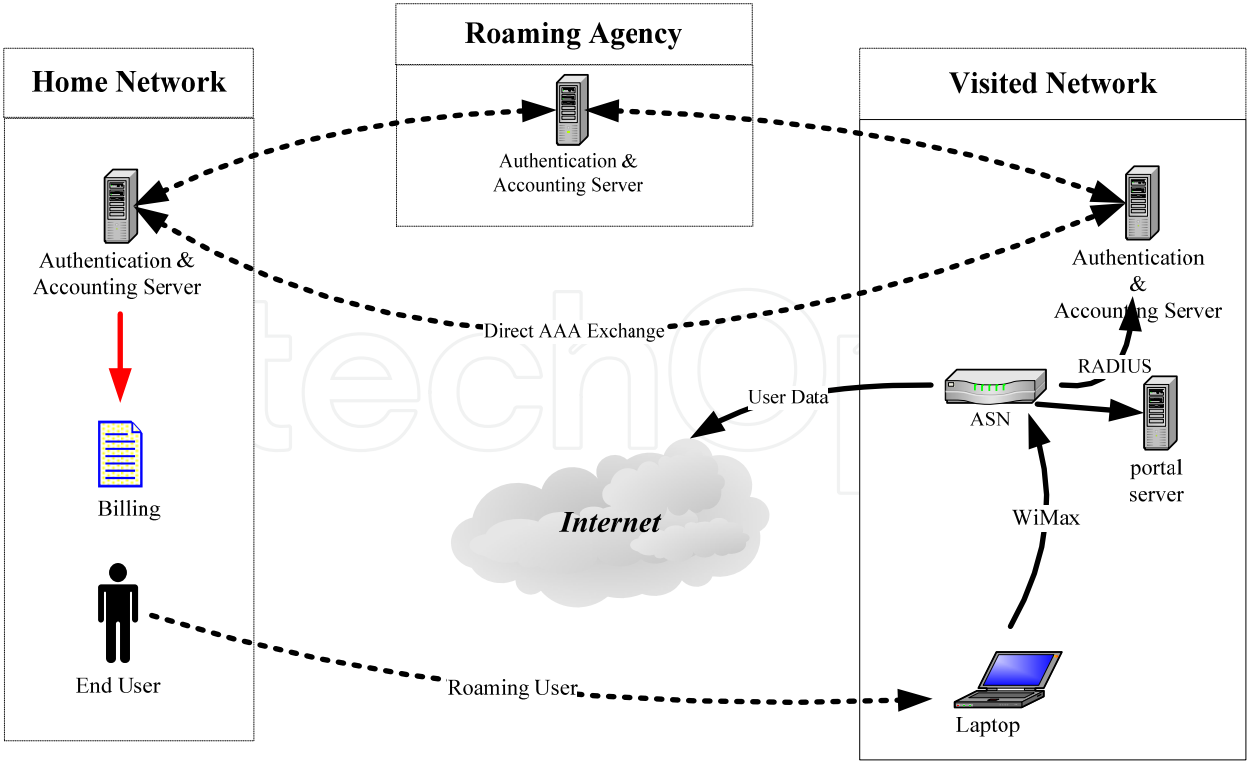 Roaming Agency
Home Network
Visited Network
Authentication &
Accounting Server
Authentication &
Accounting Server
Authentication
&
Accounting Server
Direct AAA Exchange
RADIUS
User Data
ASN
portal
server
Billing
Internet
WiMax
End User
Roaming User
Laptop